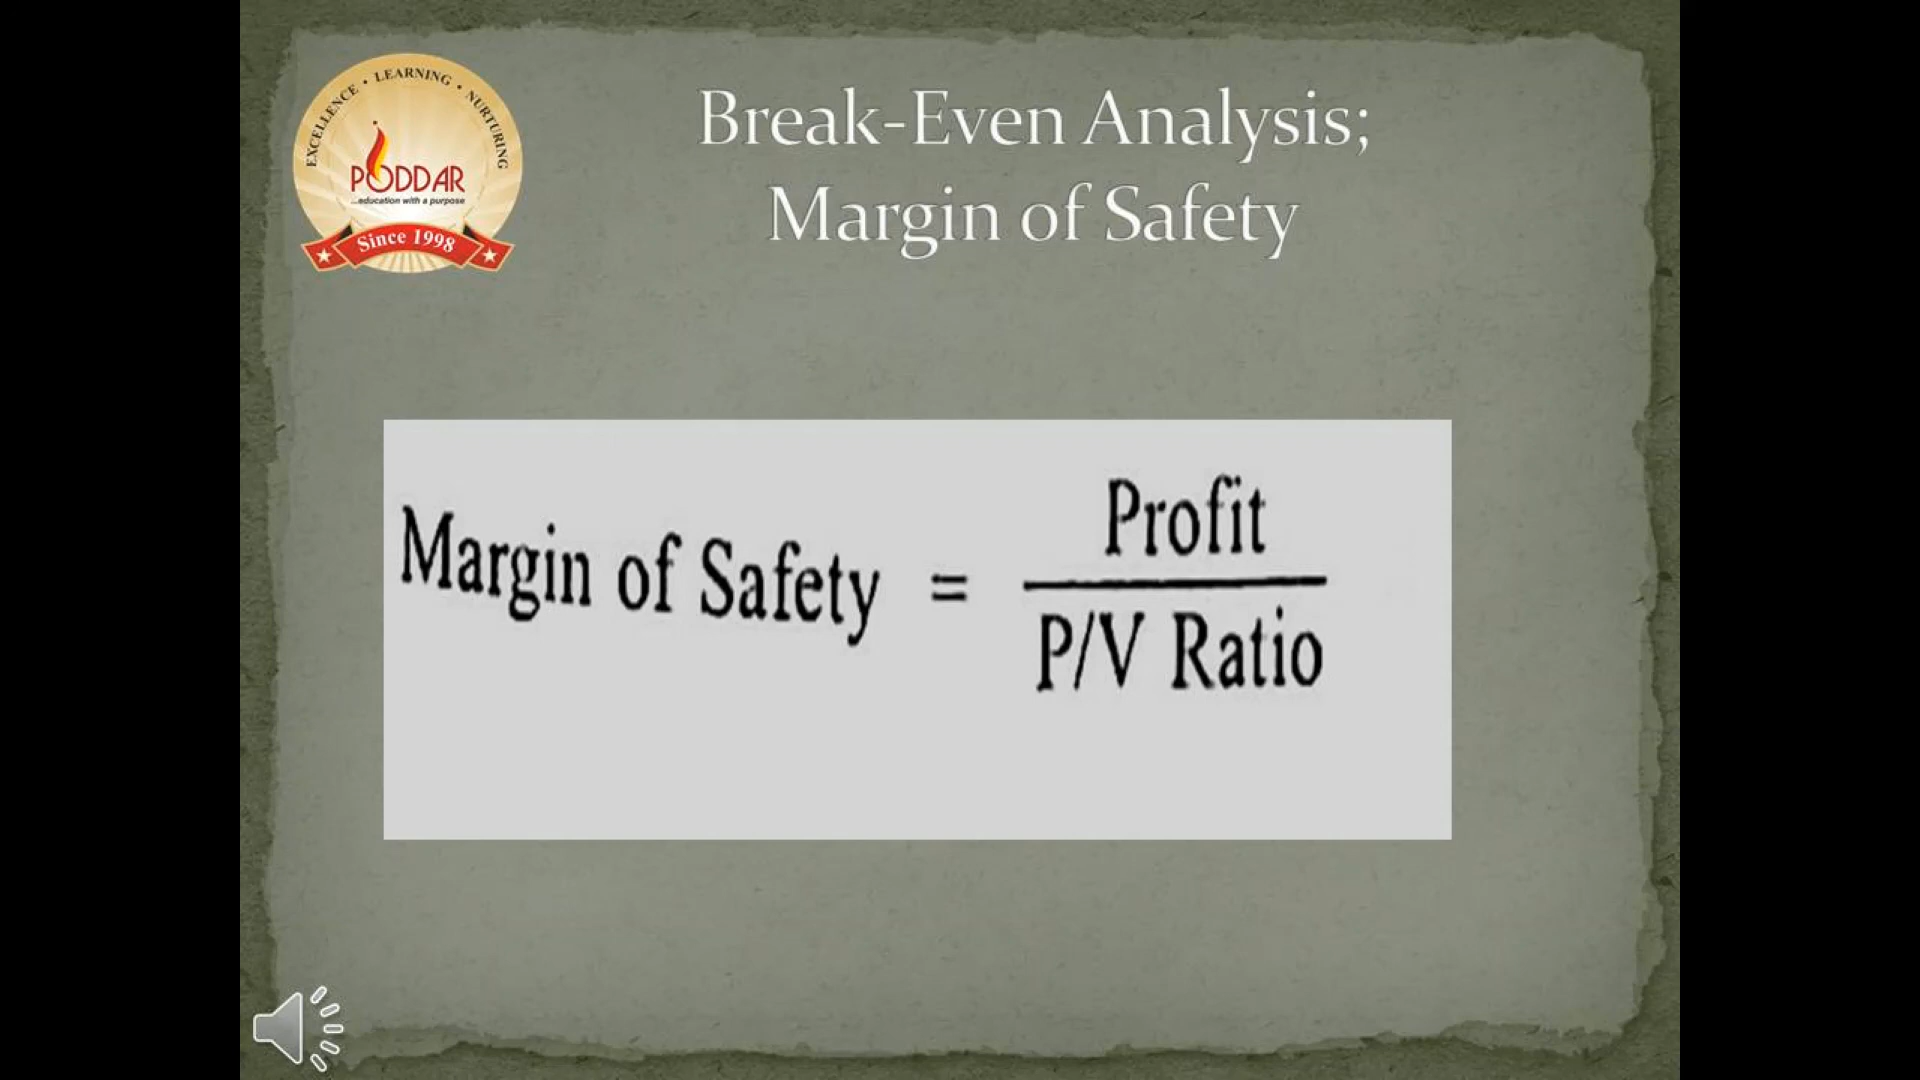 EXCELLENCE • LEARNING • NURTURING
PODDAR
...education with a purpose
Since 1998
Break-Even Analysis;
Margin of Safety
Margin of Safety = Profit
P/V Ratio